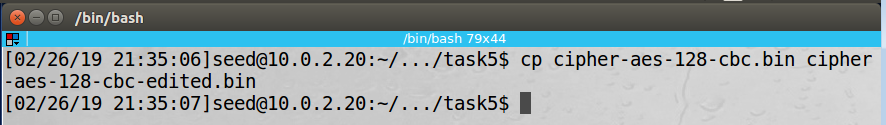 /bin/bash
/bin/bash 79x44
[02/26/19 21:35:06]seed@10.0.2.20:~/.../task5$ cp cipher-aes-128-cbc.bin cipher
-aes-128-cbc-edited.bin
[02/26/19 21:35:07]seed@10.0.2.20:~/.../task5$